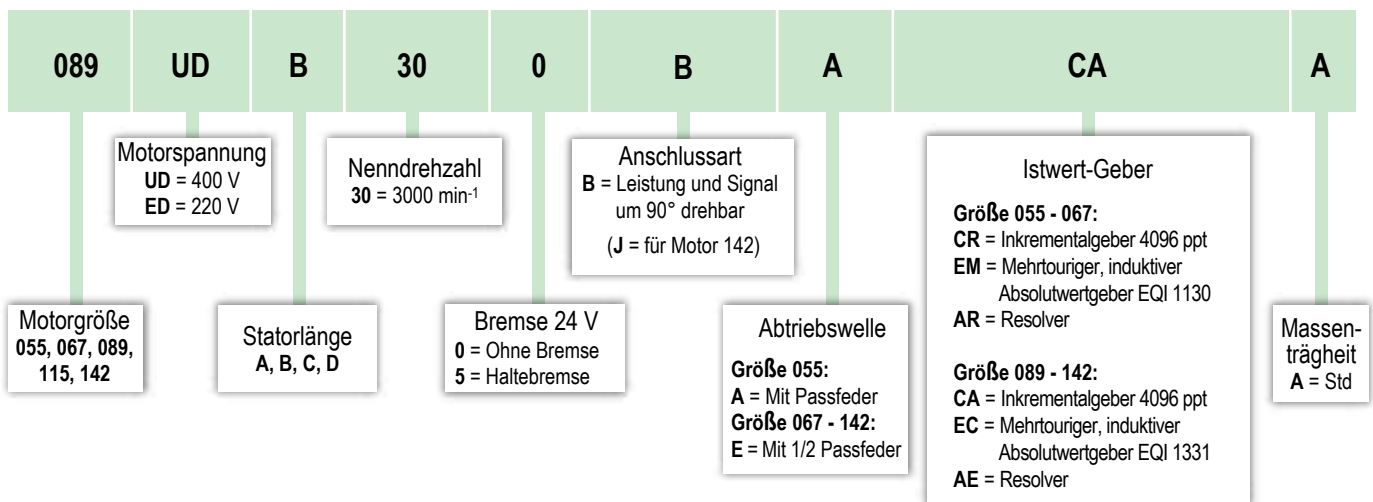 089 UD B 30 0 B A CA A
Motorspannung
UD = 400 V
ED = 220 V
Nenndrehzahl
30 = 3000 min-1
Anschlussart
B = Leistung und Signal
um 90° drehbar
(J = für Motor 142)
Istwert-Geber
Größe 055 - 067:
CR = Inkrementalgeber 4096 ppt
EM = Mehrtouriger, induktiver
Absolutwertgeber EQI 1130
AR = Resolver
Größe 089 - 142:
CA = Inkrementalgeber 4096 ppt
EC = Mehrtouriger, induktiver
Absolutwertgeber EQI 1331
AE = Resolver
Motorgröße
055, 067, 089,
115, 142
Statorlänge
A, B, C, D
Bremse 24 V
0 = Ohne Bremse
5 = Haltebremse
Abtriebswelle
Größe 055:
A = Mit Passfeder
Größe 067 - 142:
E = Mit 1/2 Passfeder
Massen-
trägheit
A = Std